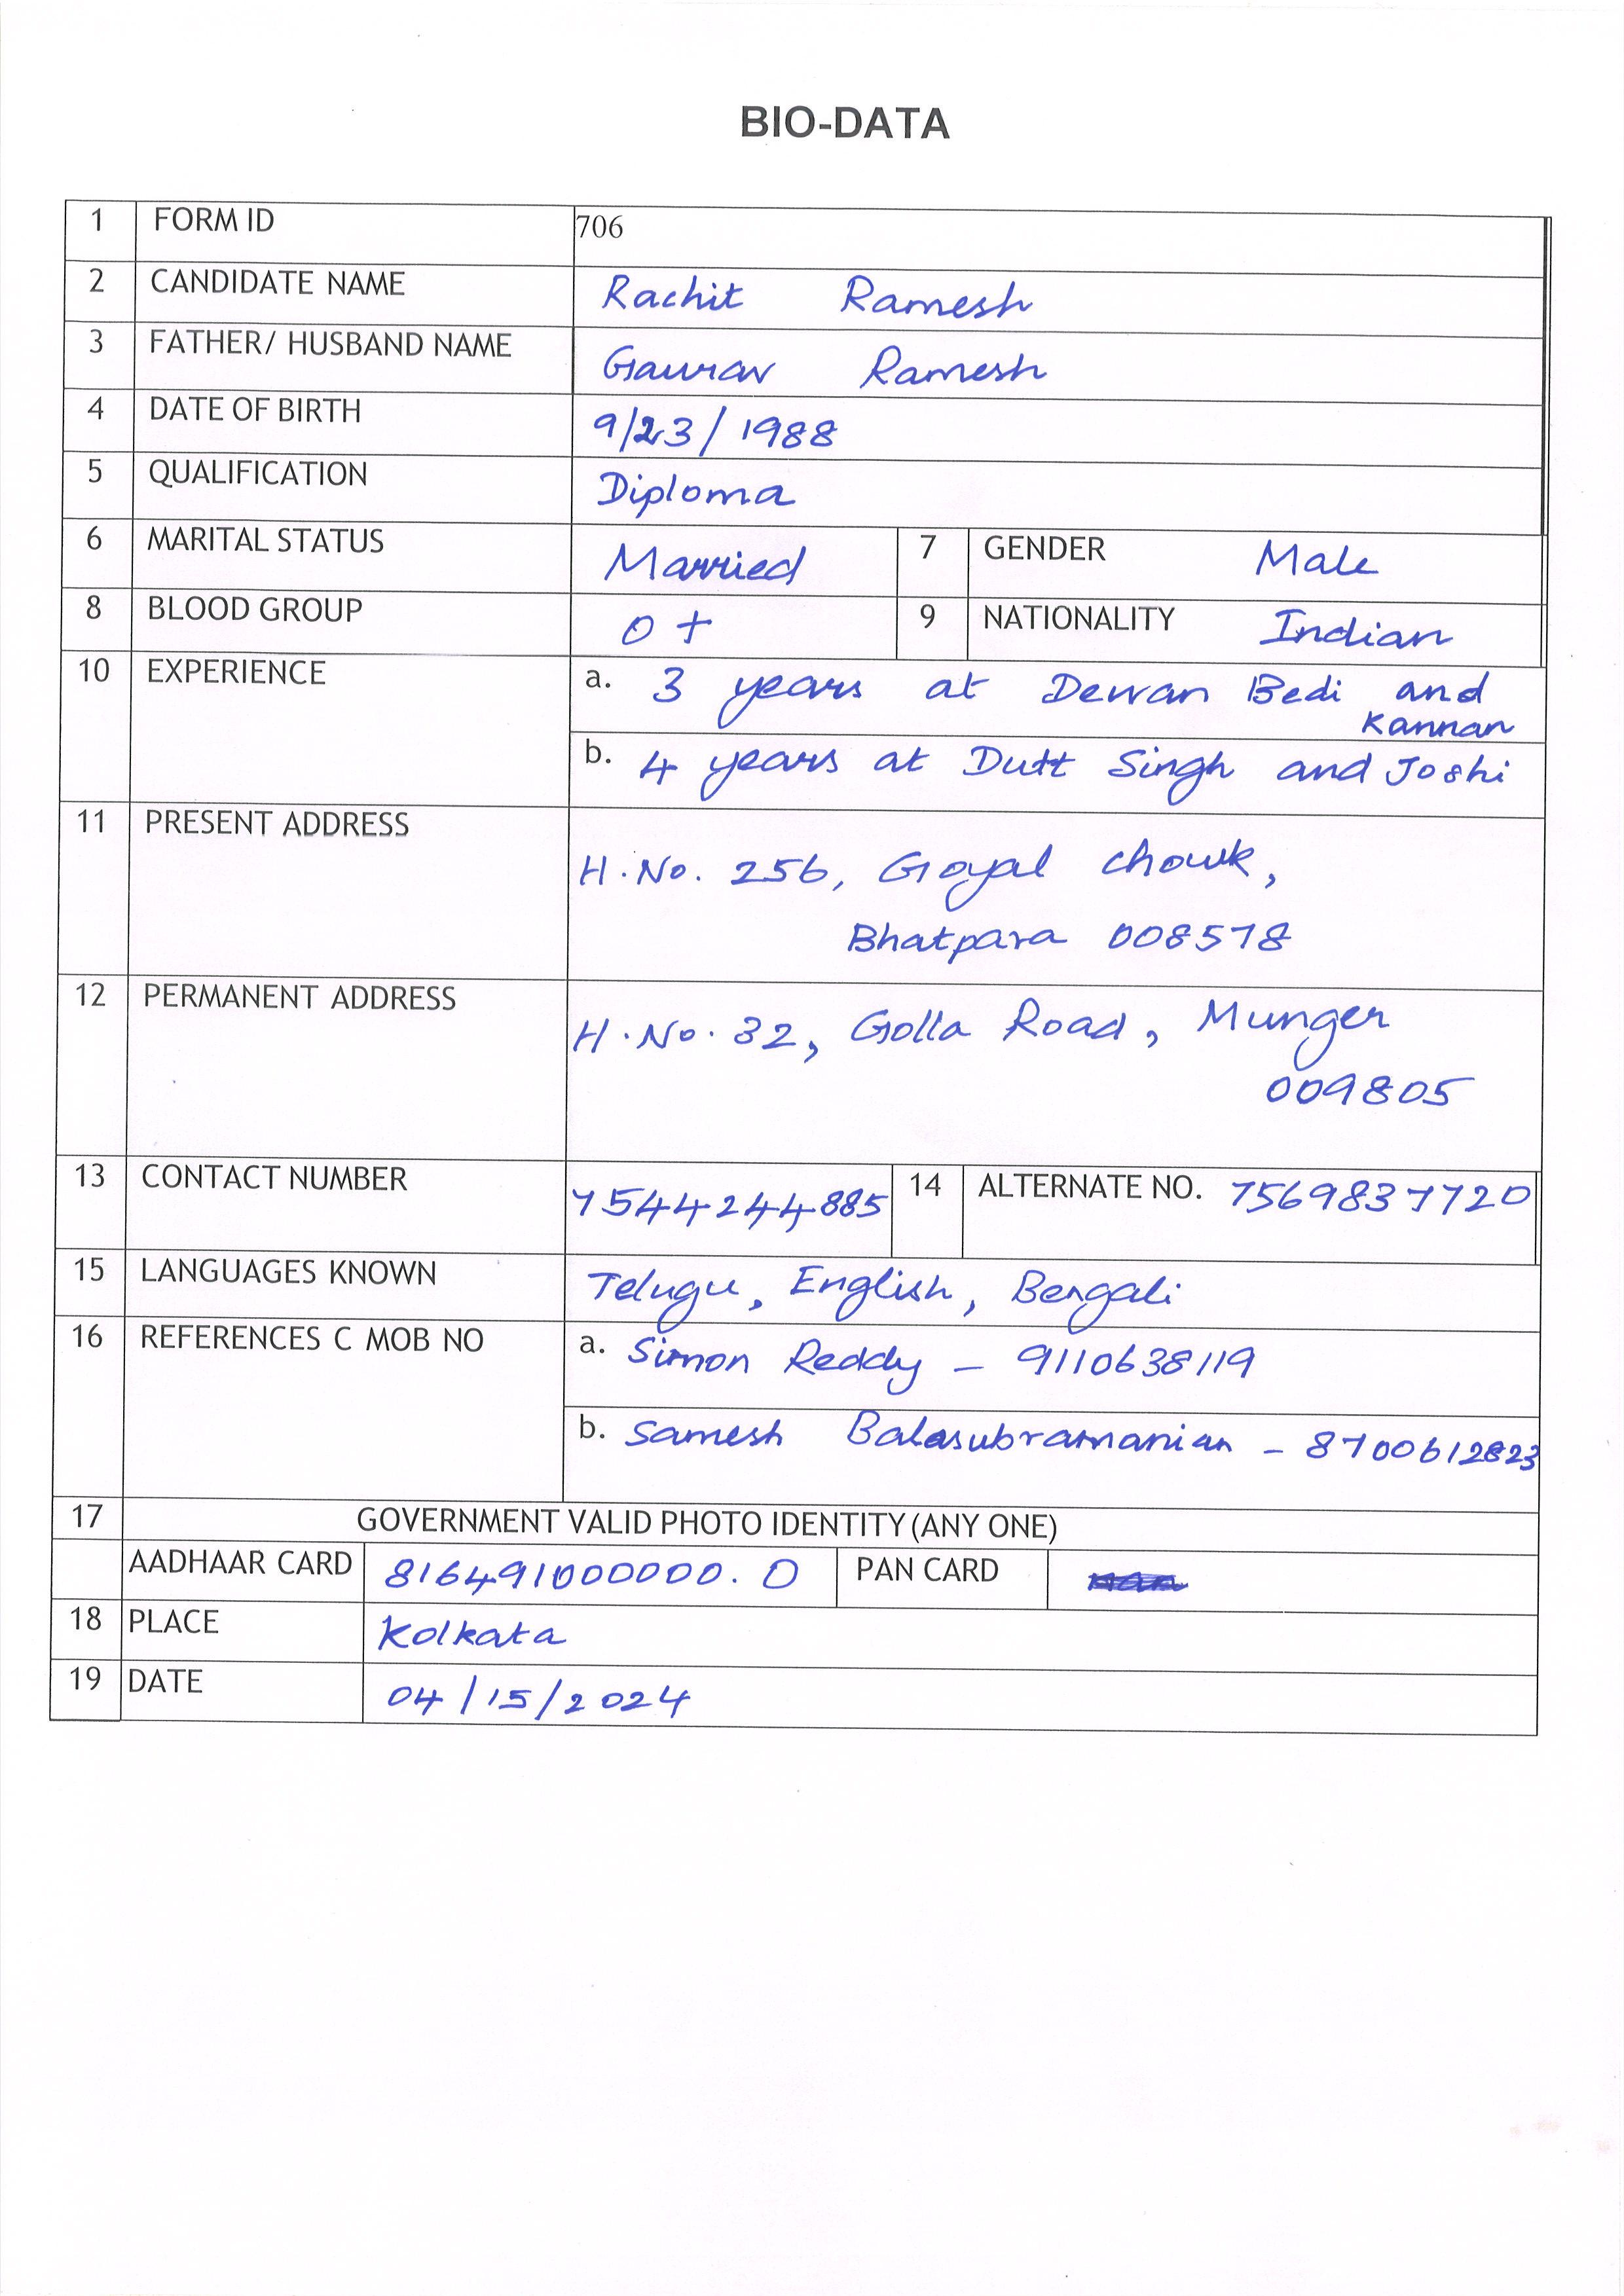 BIO-DATA
1 FORM ID 706
2 CANDIDATE NAME Rachit Ramesh
3 FATHER/ HUSBAND NAME Gaurav Ramesh
4 DATE OF BIRTH 9/23/1988
5 QUALIFICATION Diploma
6 MARITAL STATUS Married 7 GENDER Male
8 BLOOD GROUP O+ 9 NATIONALITY Indian
10 EXPERIENCE a. 3 years at Dewan Bedi and
Kannan
b. 4 years at Dutt Singh and Joshi
11 PRESENT ADDRESS
H.No. 256, Goyal chowk,
Bhatpara 008578
12 PERMANENT ADDRESS
H.No. 32, Golla Road, Munger
009805
13 CONTACT NUMBER 7544244885 14 ALTERNATE NO. 7569837720
15 LANGUAGES KNOWN Telugu, English, Bengali
16 REFERENCES C MOB NO a. Simon Reddy - 9110638119
b. Samesh Balasubramanian - 8700612823
17 GOVERNMENT VALID PHOTO IDENTITY (ANY ONE)
AADHAAR CARD 816491000000.0 PAN CARD
18 PLACE Kolkata
19 DATE 04/15/2024